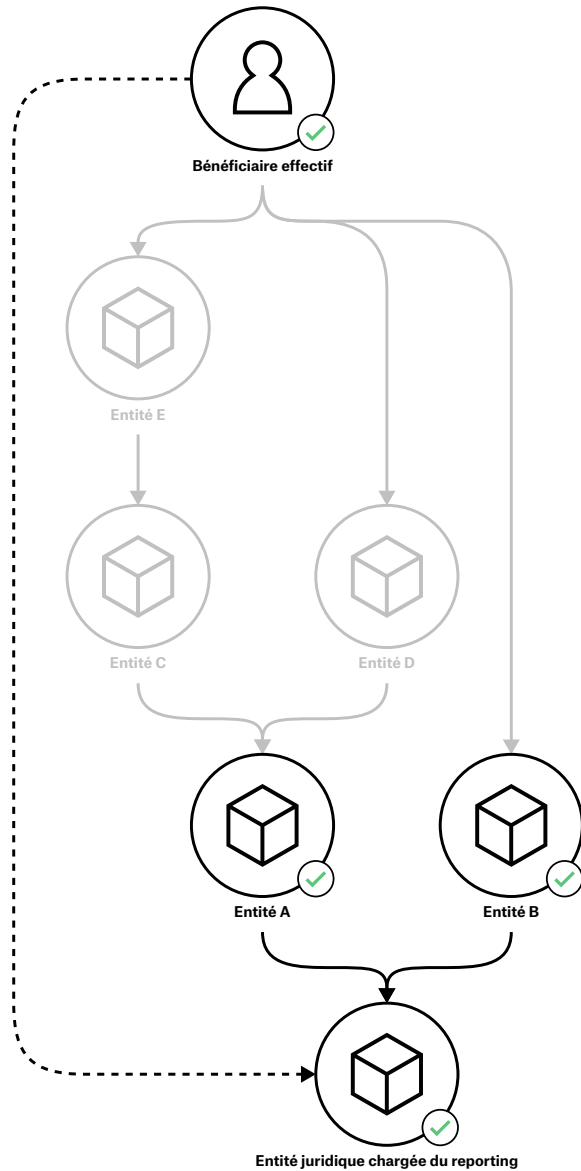 Bénéficiaire effectif
Entité E
Entité C
Entité D
Entité A
Entité B
Entité juridique chargée du reporting